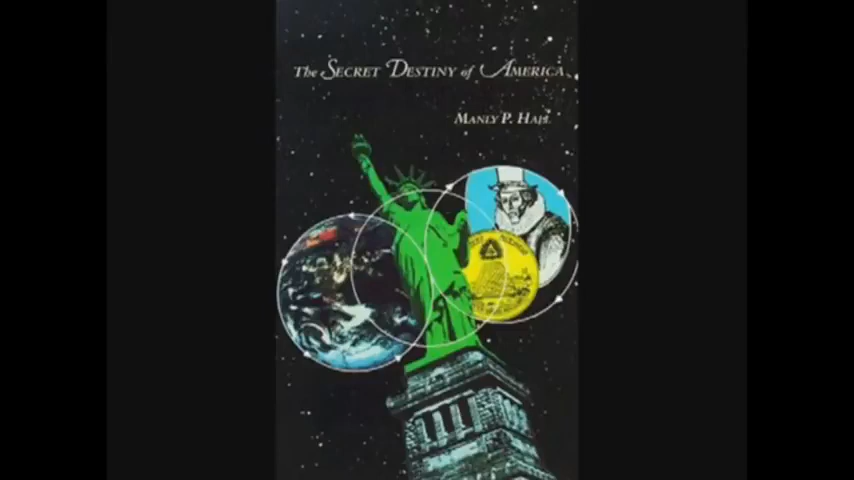 The SECRET DESTINY of AMERICA
MANLY P. HALL